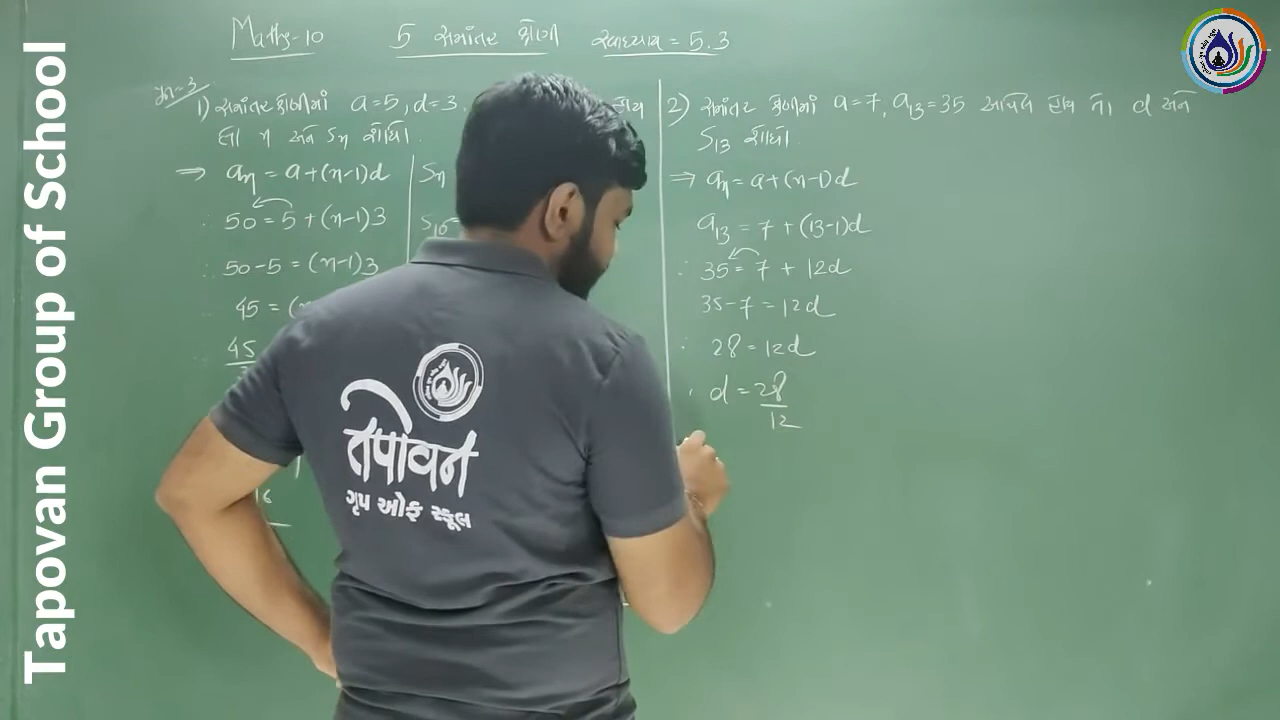 Tapovan Group of School
Maths-10 5 સમાંતર શ્રેણી સ્વાધ્યાય = 5.3
1) સમાંતર શ્રેણીમાં a=5, d=3.
તો n અને Sn શોધો.
⇒ an = a+(n-1)d
∴ 50 = 5+(n-1)3
∴ 50-5 = (n-1)3
45 =
45
16
Sn
S16
2) સમાંતર શ્રેણીમાં a=7, a13=35 આપેલ હોય તો d અને
S13 શોધો.
⇒ an = a+(n-1)d
a13 = 7+(13-1)d
∴ 35 = 7 + 12d
35-7 = 12d
∴ 28 = 12d
∴ d = 28
12
તપોવન
ગૃપ ઓફ સ્કૂલ